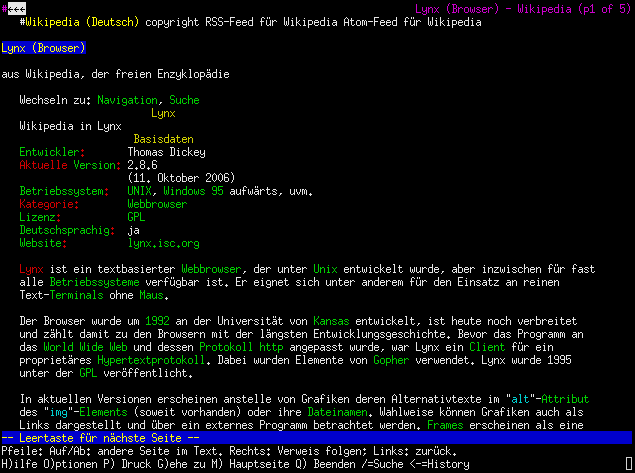 #←←← Lynx (Browser) - Wikipedia (p1 of 5)
#Wikipedia (Deutsch) copyright RSS-Feed für Wikipedia Atom-Feed für Wikipedia
Lynx (Browser)
aus Wikipedia, der freien Enzyklopädie
Wechseln zu: Navigation, Suche
Lynx
Wikipedia in Lynx
Basisdaten
Entwickler: Thomas Dickey
Aktuelle Version: 2.8.6
(11. Oktober 2006)
Betriebssystem: UNIX, Windows 95 aufwärts, uvm.
Kategorie: Webbrowser
Lizenz: GPL
Deutschsprachig: ja
Website: lynx.isc.org
Lynx ist ein textbasierter Webbrowser, der unter Unix entwickelt wurde, aber inzwischen für fast
alle Betriebssysteme verfügbar ist. Er eignet sich unter anderem für den Einsatz an reinen
Text-Terminals ohne Maus.
Der Browser wurde um 1992 an der Universität von Kansas entwickelt, ist heute noch verbreitet
und zählt damit zu den Browsern mit der längsten Entwicklungsgeschichte. Bevor das Programm an
das World Wide Web und dessen Protokoll http angepasst wurde, war Lynx ein Client für ein
proprietäres Hypertextprotokoll. Dabei wurden Elemente von Gopher verwendet. Lynx wurde 1995
unter der GPL veröffentlicht.
In aktuellen Versionen erscheinen anstelle von Grafiken deren Alternativtexte im "alt"-Attribut
des "img"-Elements (soweit vorhanden) oder ihre Dateinamen. Wahlweise können Grafiken auch als
Links dargestellt und über ein externes Programm betrachtet werden. Frames erscheinen als eine
-- Leertaste für nächste Seite --
Pfeile: Auf/Ab: andere Seite im Text. Rechts: Verweis folgen; Links: zurück.
H)ilfe O)ptionen P) Druck G)ehe zu M) Hauptseite Q) Beenden /=Suche <-=History